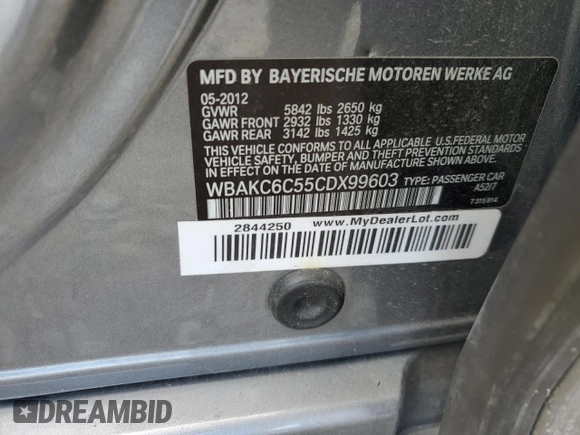 MFD BY BAYERISCHE MOTOREN WERKE AG
05-2012
GVWR 5842 lbs 2650 kg
GAWR FRONT 2932 lbs 1330 kg
GAWR REAR 3142 lbs 1425 kg
THIS VEHICLE CONFORMS TO ALL APPLICABLE U.S.FEDERAL MOTOR
VEHICLE SAFETY, BUMPER, AND THEFT PREVENTION STANDARDS IN
EFFECT ON THE DATE OF MANUFACTURE SHOWN ABOVE.
WBAKC6C55CDX99603 TYPE: PASSENGER CAR
A52/7
7 315 814
2844250 www.MyDealerLot.com
DREAMBID